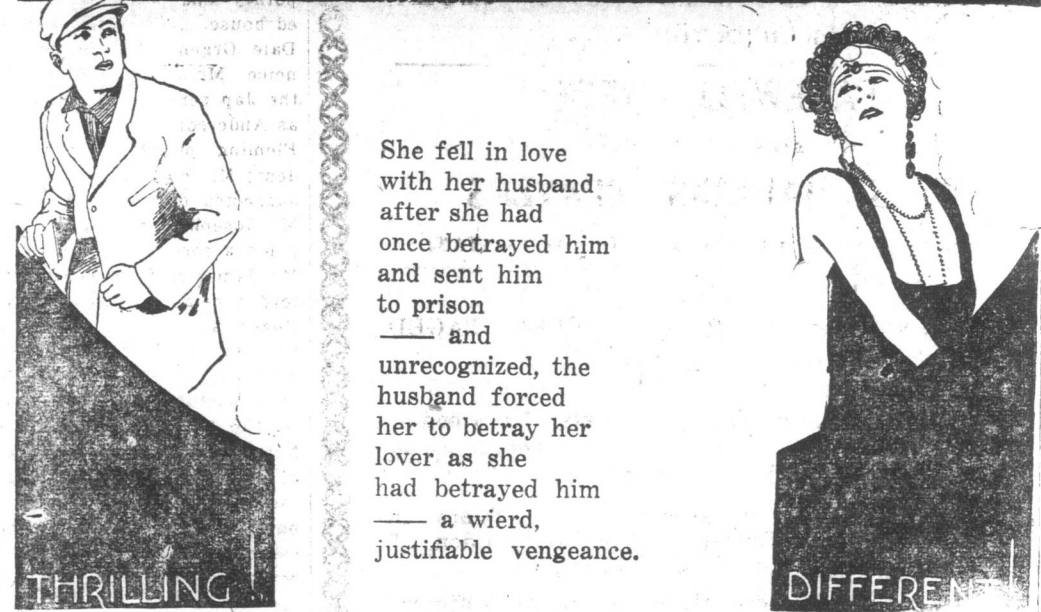 She fell in love
with her husband
after she had
once betrayed him
and sent him
to prison
—— and
unrecognized, the
husband forced
her to betray her
lover as she
had betrayed him
—— a wierd,
justifiable vengeance.
THRILLING!
DIFFERENT!